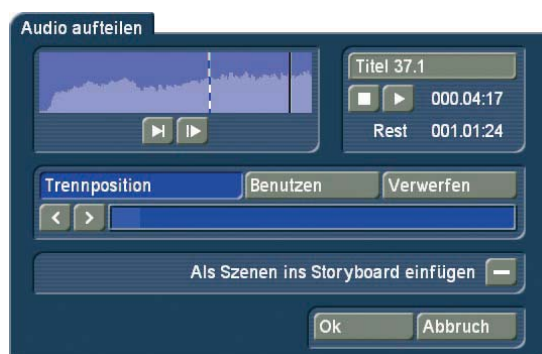 Audio aufteilen
Titel 37.1
000.04:17
Rest 001.01:24
Trennposition Benutzen Verwerfen
Als Szenen ins Storyboard einfügen
Ok Abbruch